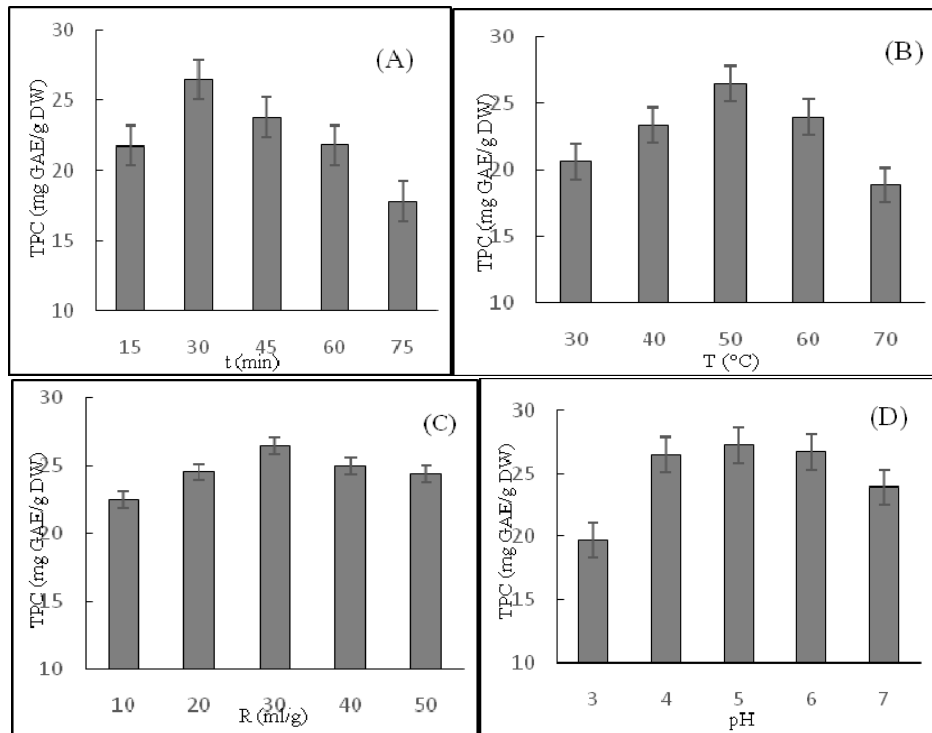 (A)
TPC (mg GAE/g DW)
30
25
20
15
10
15 30 45 60 75
t (min)
(B)
TPC (mg GAE/g DW)
30
25
20
15
10
30 40 50 60 70
T (°C)
(C)
TPC (mg GAE/g DW)
30
25
20
15
10
10 20 30 40 50
R (ml/g)
(D)
TPC (mg GAE/g DW)
30
25
20
15
10
3 4 5 6 7
pH